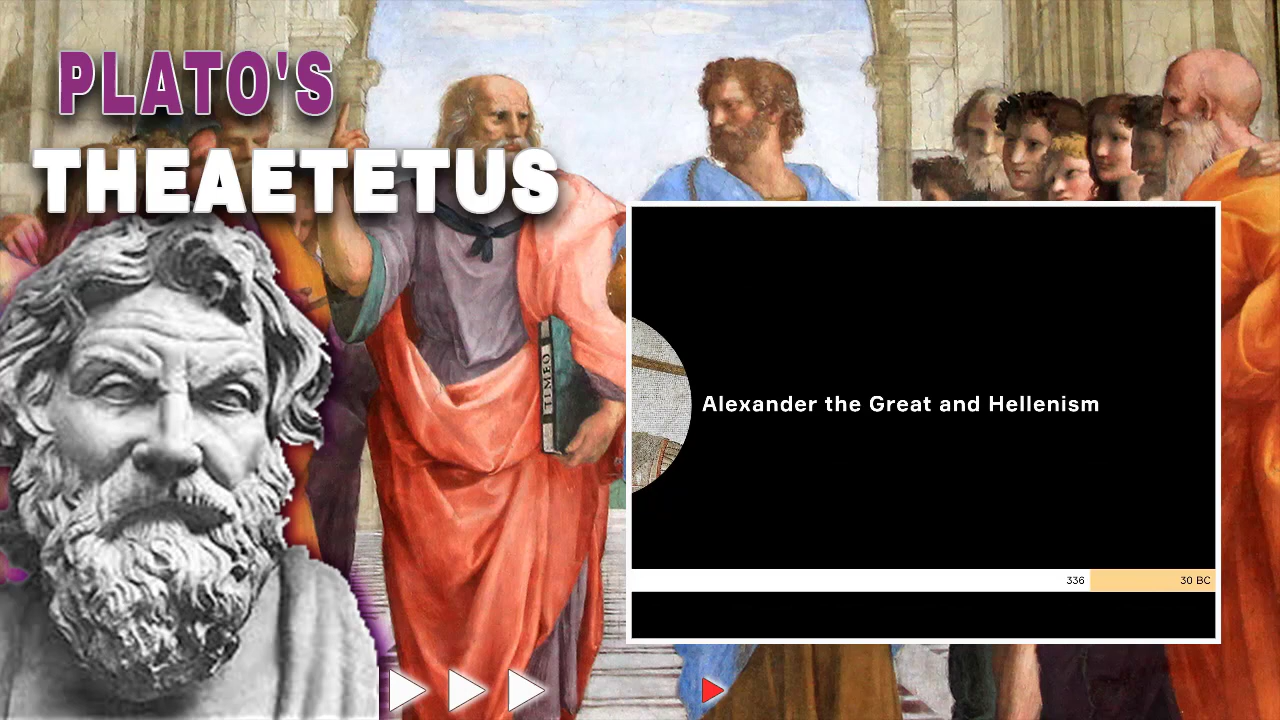 PLATO'S
THEAETETUS
TIMEO
Alexander the Great and Hellenism
336
30 BC